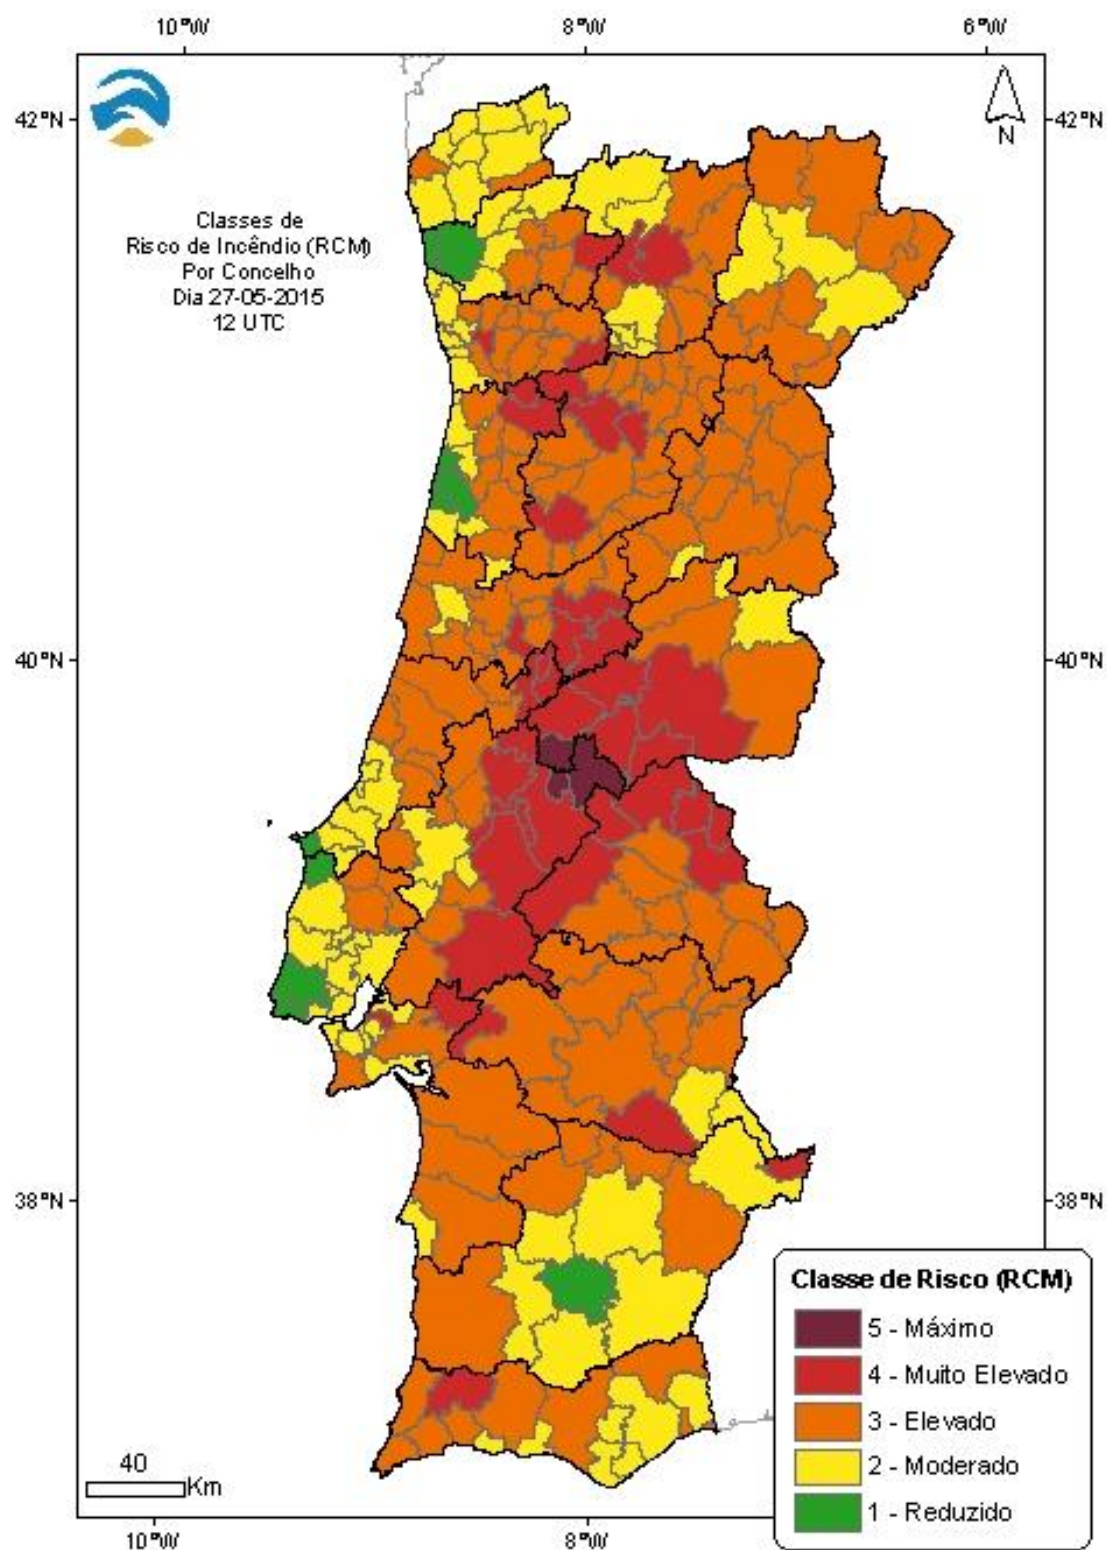 10°W 8°W 6°W
42°N 42°N
N
Classes de
Risco de Incêndio (RCM)
Por Concelho
Dia 27-05-2015
12 UTC
40°N 40°N
38°N 38°N
Classe de Risco (RCM)
5 - Máximo
4 - Muito Elevado
3 - Elevado
2 - Moderado
1 - Reduzido
40
Km
10°W 8°W